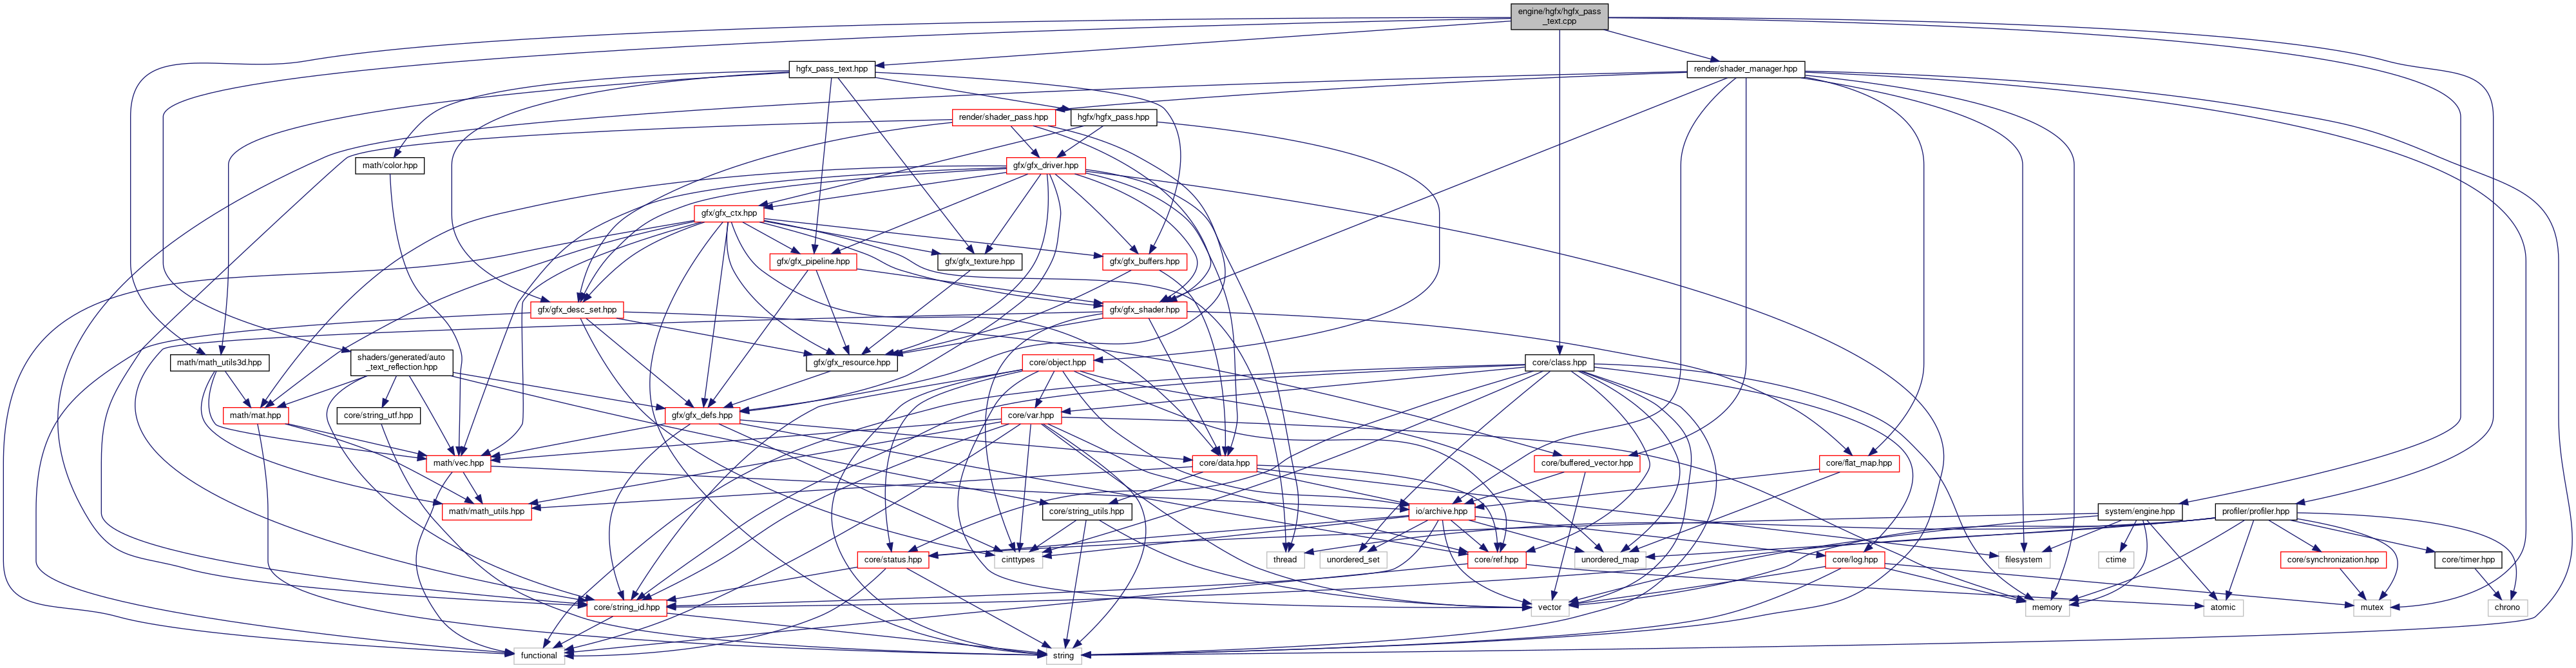 engine/hgfx/hgfx_pass
_text.cpp
hgfx_pass_text.hpp
render/shader_manager.hpp
render/shader_pass.hpp
hgfx/hgfx_pass.hpp
math/color.hpp
gfx/gfx_driver.hpp
gfx/gfx_ctx.hpp
gfx/gfx_pipeline.hpp
gfx/gfx_texture.hpp
gfx/gfx_buffers.hpp
gfx/gfx_desc_set.hpp
gfx/gfx_shader.hpp
math/math_utils3d.hpp
shaders/generated/auto
_text_reflection.hpp
gfx/gfx_resource.hpp
core/object.hpp
core/class.hpp
math/mat.hpp
core/string_utf.hpp
gfx/gfx_defs.hpp
core/var.hpp
math/vec.hpp
core/data.hpp
core/buffered_vector.hpp
core/flat_map.hpp
math/math_utils.hpp
core/string_utils.hpp
io/archive.hpp
system/engine.hpp
profiler/profiler.hpp
core/status.hpp
cinttypes
thread
unordered_set
core/ref.hpp
unordered_map
core/log.hpp
filesystem
ctime
core/synchronization.hpp
core/timer.hpp
core/string_id.hpp
vector
memory
atomic
mutex
chrono
functional
string